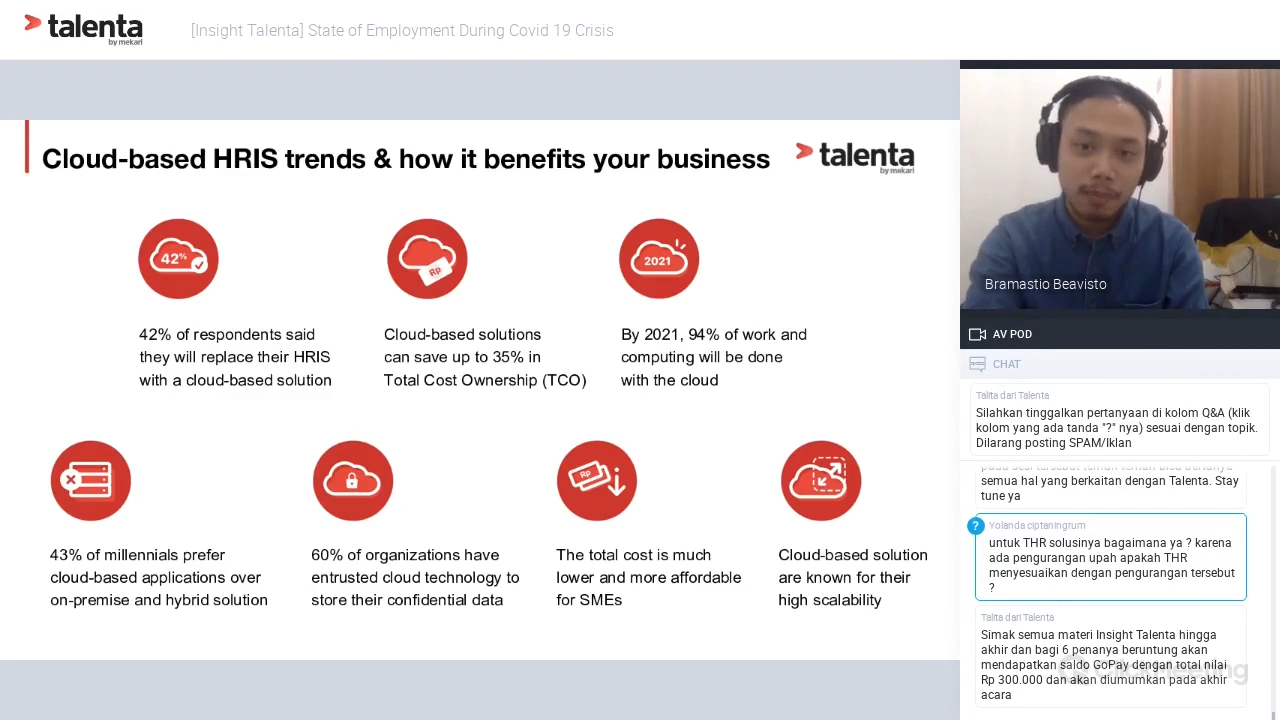 talenta
by mekari
[Insight Talenta] State of Employment During Covid 19 Crisis
Cloud-based HRIS trends & how it benefits your business
talenta
by mekari
42%
42% of respondents said
they will replace their HRIS
with a cloud-based solution
Rp
Cloud-based solutions
can save up to 35% in
Total Cost Ownership (TCO)
2021
By 2021, 94% of work and
computing will be done
with the cloud
43% of millennials prefer
cloud-based applications over
on-premise and hybrid solution
60% of organizations have
entrusted cloud technology to
store their confidential data
Rp
The total cost is much
lower and more affordable
for SMEs
Cloud-based solution
are known for their
high scalability
Bramastio Beavisto
AV POD
CHAT
Talita dari Talenta
Silahkan tinggalkan pertanyaan di kolom Q&A (klik
kolom yang ada tanda "?" nya) sesuai dengan topik.
Dilarang posting SPAM/Iklan
semua hal yang berkaitan dengan Talenta. Stay
tune ya
?
Yolanda ciptaningrum
untuk THR solusinya bagaimana ya ? karena
ada pengurangan upah apakah THR
menyesuaikan dengan pengurangan tersebut
?
Talita dari Talenta
Simak semua materi Insight Talenta hingga
akhir dan bagi 6 penanya beruntung akan
mendapatkan saldo GoPay dengan total nilai
Rp 300.000 dan akan diumumkan pada akhir
acara